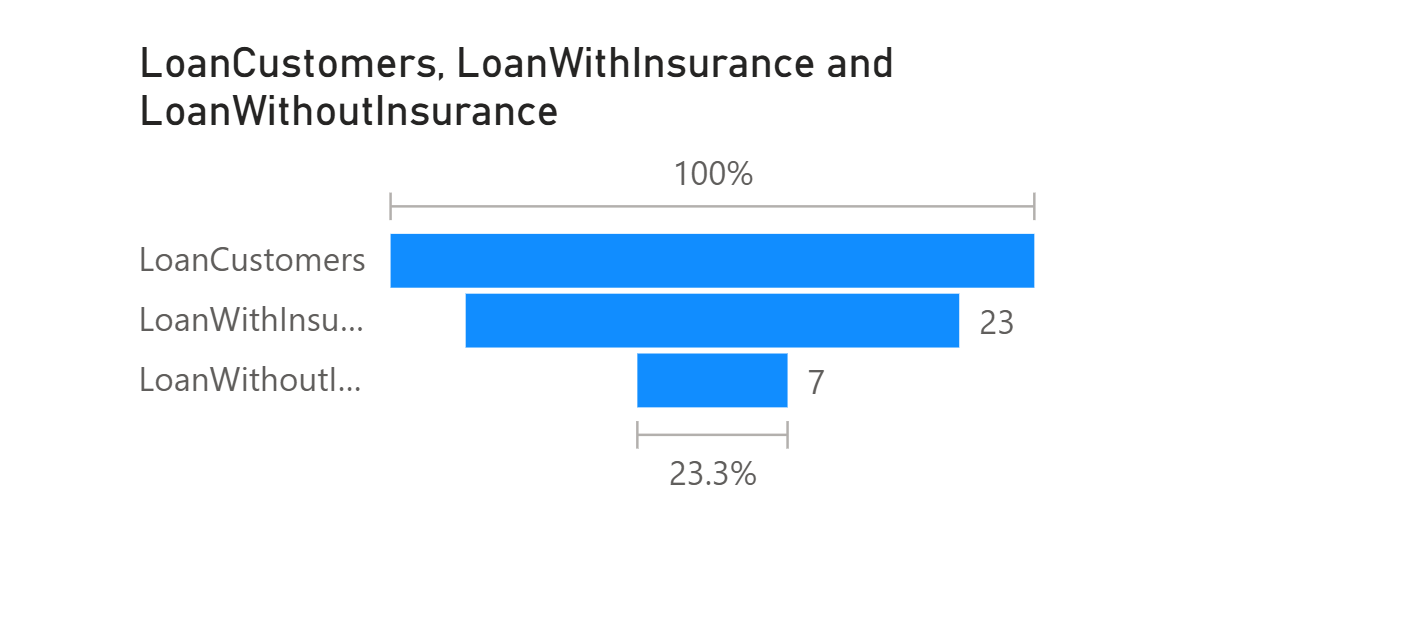 LoanCustomers, LoanWithInsurance and
LoanWithoutInsurance
100%
LoanCustomers
LoanWithInsu... 23
LoanWithoutI... 7
23.3%